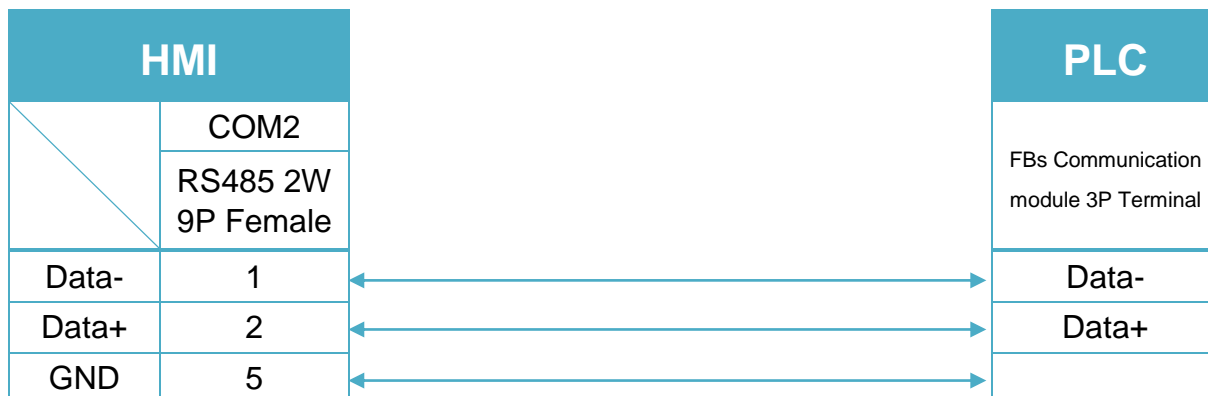 HMI
PLC
COM2
RS485 2W
9P Female
FBs Communication
module 3P Terminal
Data- 1 Data-
Data+ 2 Data+
GND 5